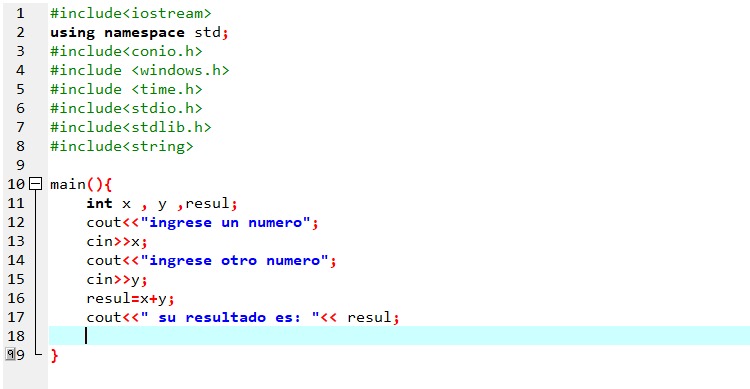 1 #include<iostream>
2 using namespace std;
3 #include<conio.h>
4 #include <windows.h>
5 #include <time.h>
6 #include<stdio.h>
7 #include<stdlib.h>
8 #include<string>
9
10 main(){
11 int x , y ,resul;
12 cout<<"ingrese un numero";
13 cin>>x;
14 cout<<"ingrese otro numero";
15 cin>>y;
16 resul=x+y;
17 cout<<" su resultado es: "<< resul;
18
9 }